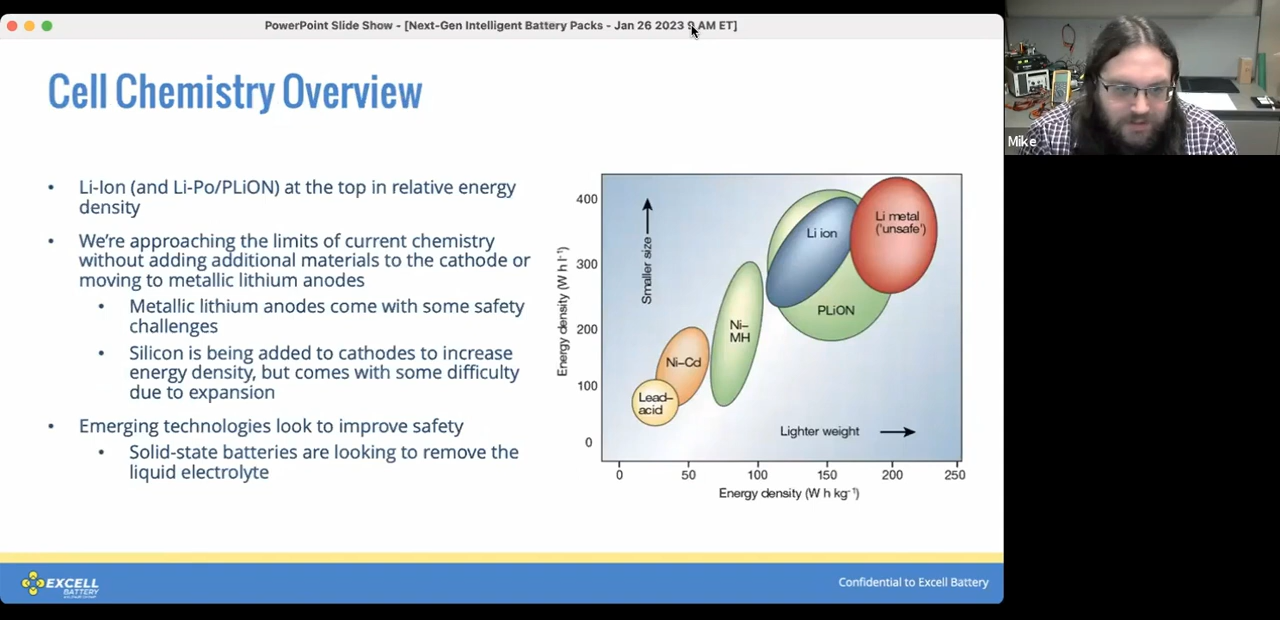 PowerPoint Slide Show - [Next-Gen Intelligent Battery Packs - Jan 26 2023 9 AM ET]
Mike
Cell Chemistry Overview
• Li-Ion (and Li-Po/PLiON) at the top in relative energy
density
• We're approaching the limits of current chemistry
without adding additional materials to the cathode or
moving to metallic lithium anodes
• Metallic lithium anodes come with some safety
challenges
• Silicon is being added to cathodes to increase
energy density, but comes with some difficulty
due to expansion
• Emerging technologies look to improve safety
• Solid-state batteries are looking to remove the
liquid electrolyte
Energy density (W h l⁻¹)
400
300
200
100
0
Smaller size
Li metal
('unsafe')
Li ion
PLiON
Ni–
MH
Ni–Cd
Lead–
acid
Lighter weight
0 50 100 150 200 250
Energy density (W h kg⁻¹)
EXCELL
BATTERY
Confidential to Excell Battery